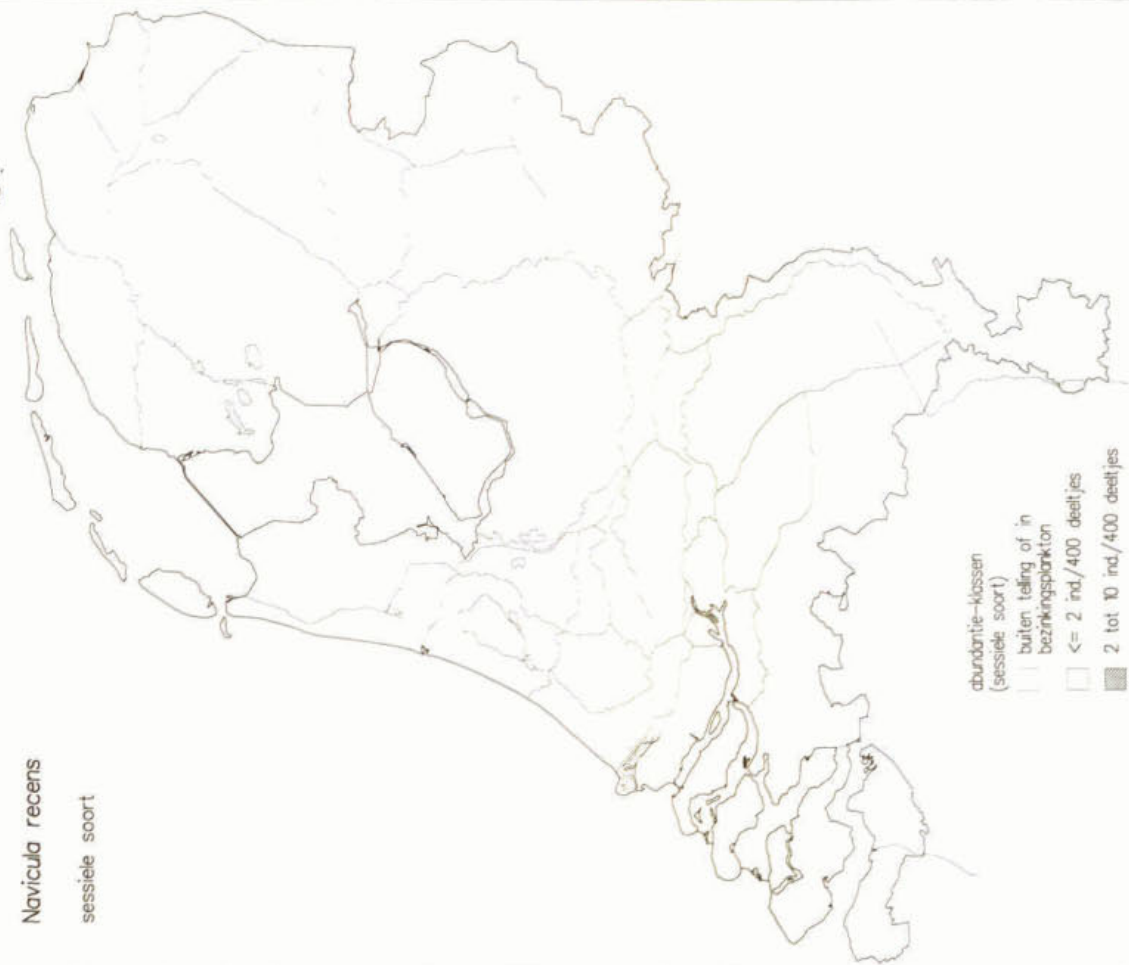 Navicula recens
sessiele soort
abundantie-klassen
(sessiele soort)
buiten telling of in
bezinkingsplankton
<= 2 ind./400 deeltjes
2 tot 10 ind./400 deeltjes